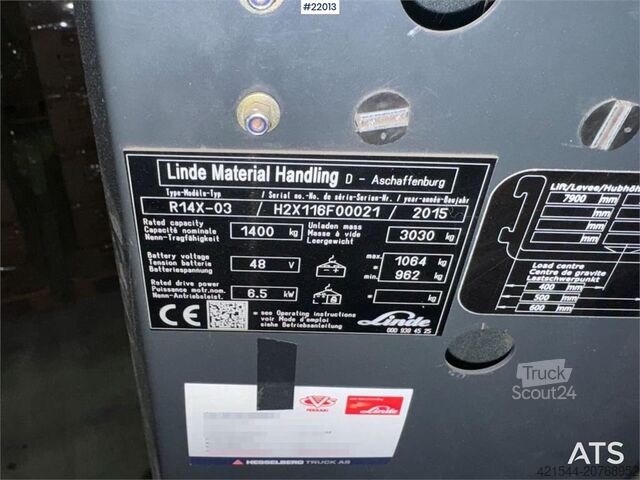 #22013
Linde Material Handling D - Aschaffenburg
Type-Modèle-Typ / Serial no.-No. de série-Serien-Nr. / year-année-Baujahr
R14X-03 / H2X116F00021 / 2015
Rated capacity
Capacité nominale
Nenn-Tragfähigkeit
1400 kg
Unladen mass
Masse à vide
Leergewicht
3030 kg
Battery voltage
Tension batterie
Batteriespannung
48 V
max. 1064 kg
min. 962 kg
Rated drive power
Puissance motr.nom.
Nenn-Antriebsleist.
6.5 kW
= kg
CE
= see Operating instructions
voir Mode d'emploi
siehe Betriebsanleitung
Linde
000 939 45 25
Lift/Levee/Hubhöh
7900 mm
mm
mm
mm
Load centre
Centre de gravite
Lastschwerpunkt
400 mm
500 mm
600 mm
CVS
FERRARI
Linde
HESSELBERG TRUCK AS
Truck
Scout24
ATS
421544-20768952